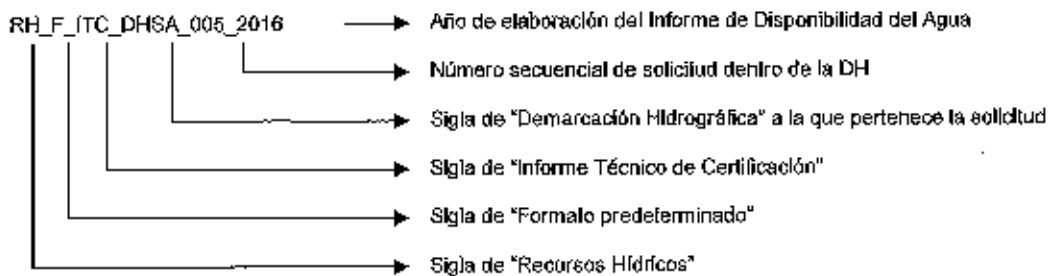 RH_F_ITC_DHSA_005_2016 Año de elaboración del Informe de Disponibilidad del Agua
Número secuencial de solicitud dentro de la DH
Sigla de "Demarcación Hidrográfica" a la que pertenece la solicitud
Sigla de "Informe Técnico de Certificación"
Sigla de "Formato predeterminado"
Sigla de "Recursos Hídricos"